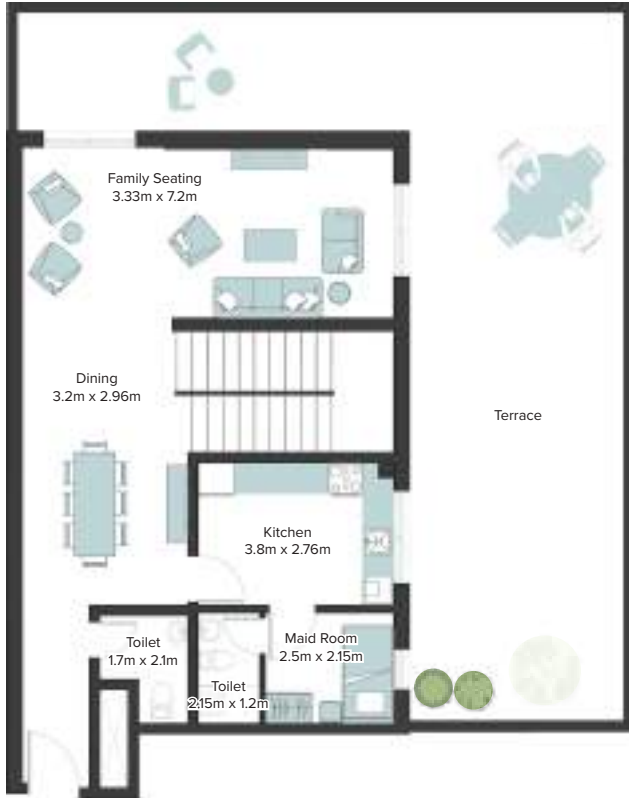 Family Seating
3.33m x 7.2m
Dining
3.2m x 2.96m
Terrace
Kitchen
3.8m x 2.76m
Toilet
1.7m x 2.1m
Maid Room
2.5m x 2.15m
Toilet
2.15m x 1.2m